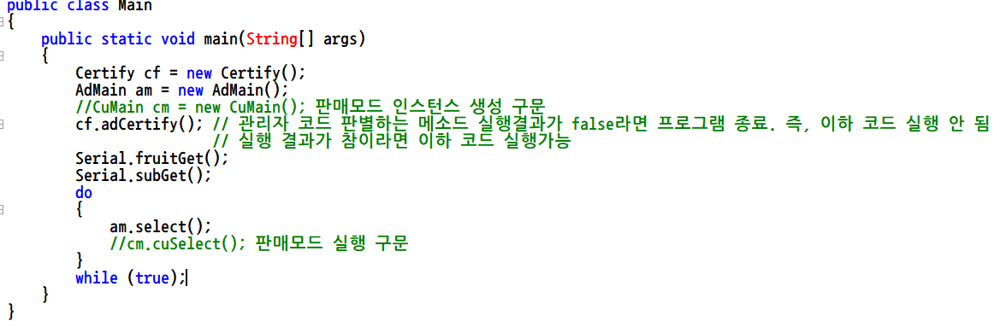 public class Main
{
    public static void main(String[] args)
    {
        Certify cf = new Certify();
        AdMain am = new AdMain();
        //CuMain cm = new CuMain(); 판매모드 인스턴스 생성 구문
        cf.adCertify(); // 관리자 코드 판별하는 메소드 실행결과가 false라면 프로그램 종료. 즉, 이하 코드 실행 안 됨
                        // 실행 결과가 참이라면 이하 코드 실행가능
        Serial.fruitGet();
        Serial.subGet();
        do
        {
            am.select();
            //cm.cuSelect(); 판매모드 실행 구문
        }
        while (true);
    }
}